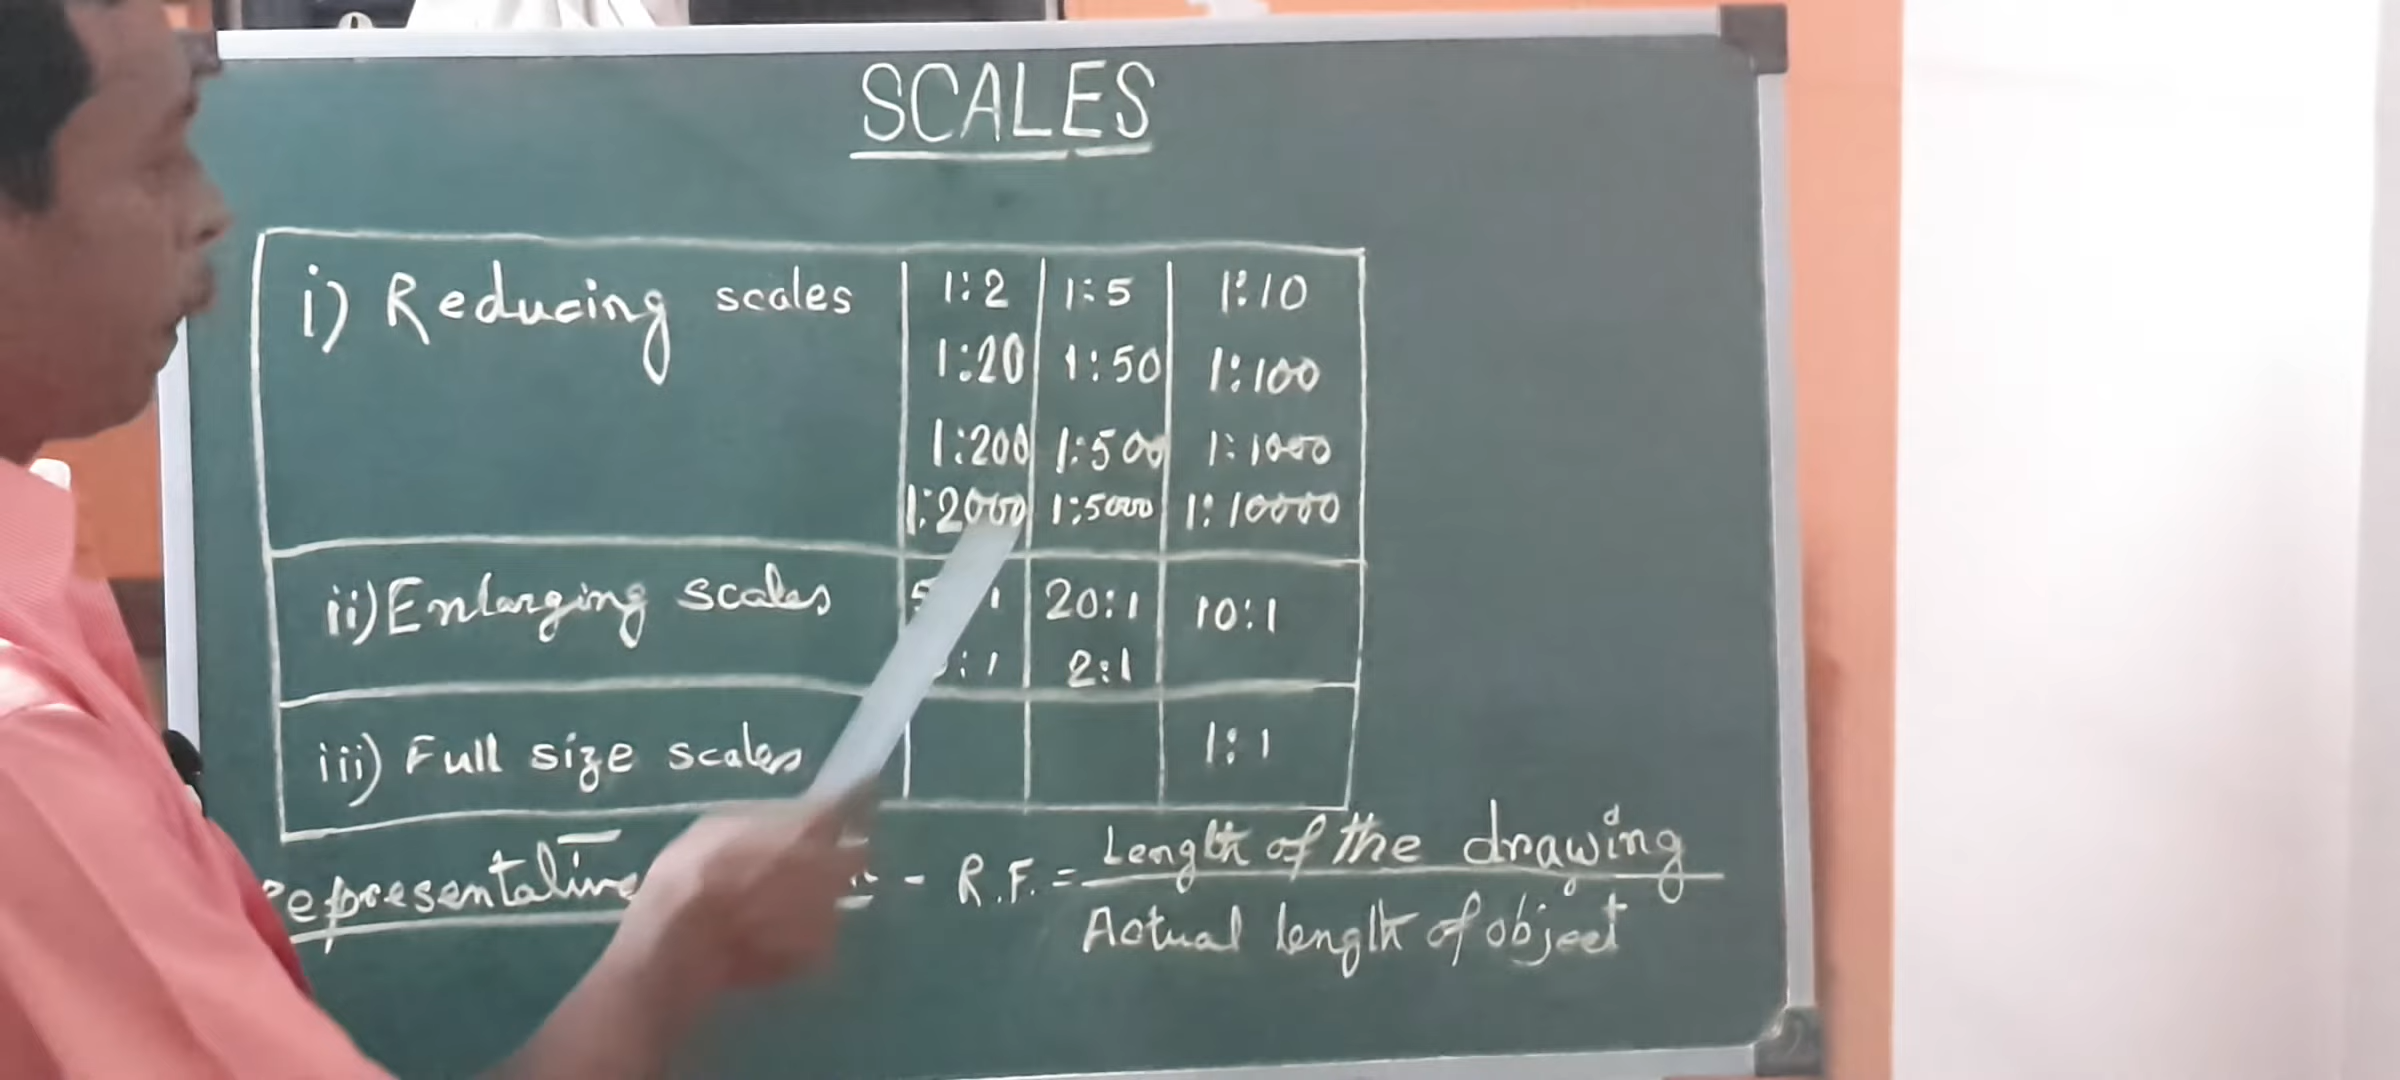 SCALES
i) Reducing scales 1:2 1:5 1:10
1:20 1:50 1:100
1:200 1:500 1:1000
1:2000 1:5000 1:10000
ii) Enlarging scales 20:1 10:1
2:1
iii) Full size scales 1:1
- R.F. = Length of the drawing
Actual length of object